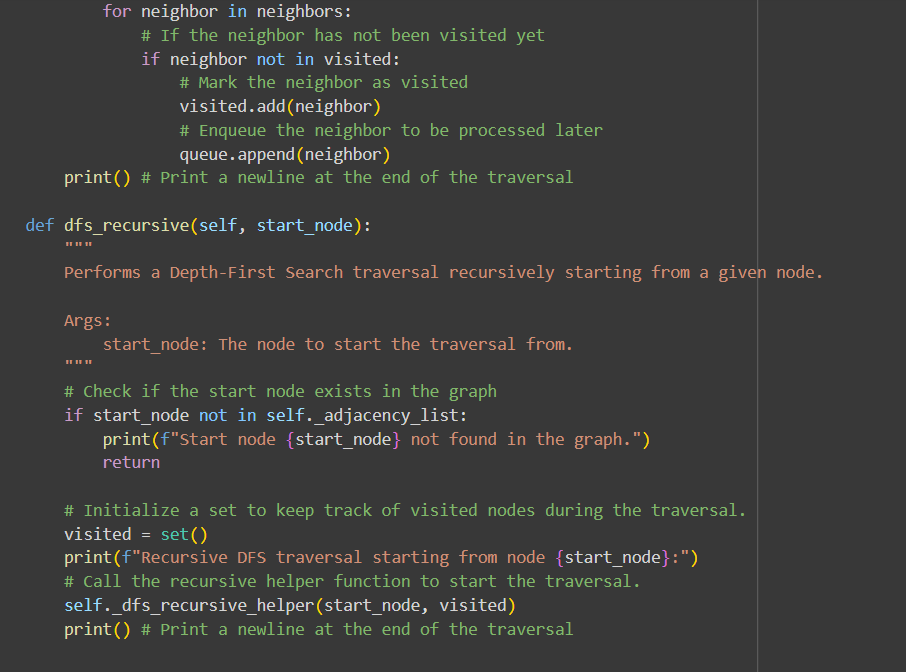 for neighbor in neighbors:
            # If the neighbor has not been visited yet
            if neighbor not in visited:
                # Mark the neighbor as visited
                visited.add(neighbor)
                # Enqueue the neighbor to be processed later
                queue.append(neighbor)
    print() # Print a newline at the end of the traversal

def dfs_recursive(self, start_node):
    """
    Performs a Depth-First Search traversal recursively starting from a given node.

    Args:
        start_node: The node to start the traversal from.
    """
    # Check if the start node exists in the graph
    if start_node not in self._adjacency_list:
        print(f"Start node {start_node} not found in the graph.")
        return

    # Initialize a set to keep track of visited nodes during the traversal.
    visited = set()
    print(f"Recursive DFS traversal starting from node {start_node}:")
    # Call the recursive helper function to start the traversal.
    self._dfs_recursive_helper(start_node, visited)
    print() # Print a newline at the end of the traversal